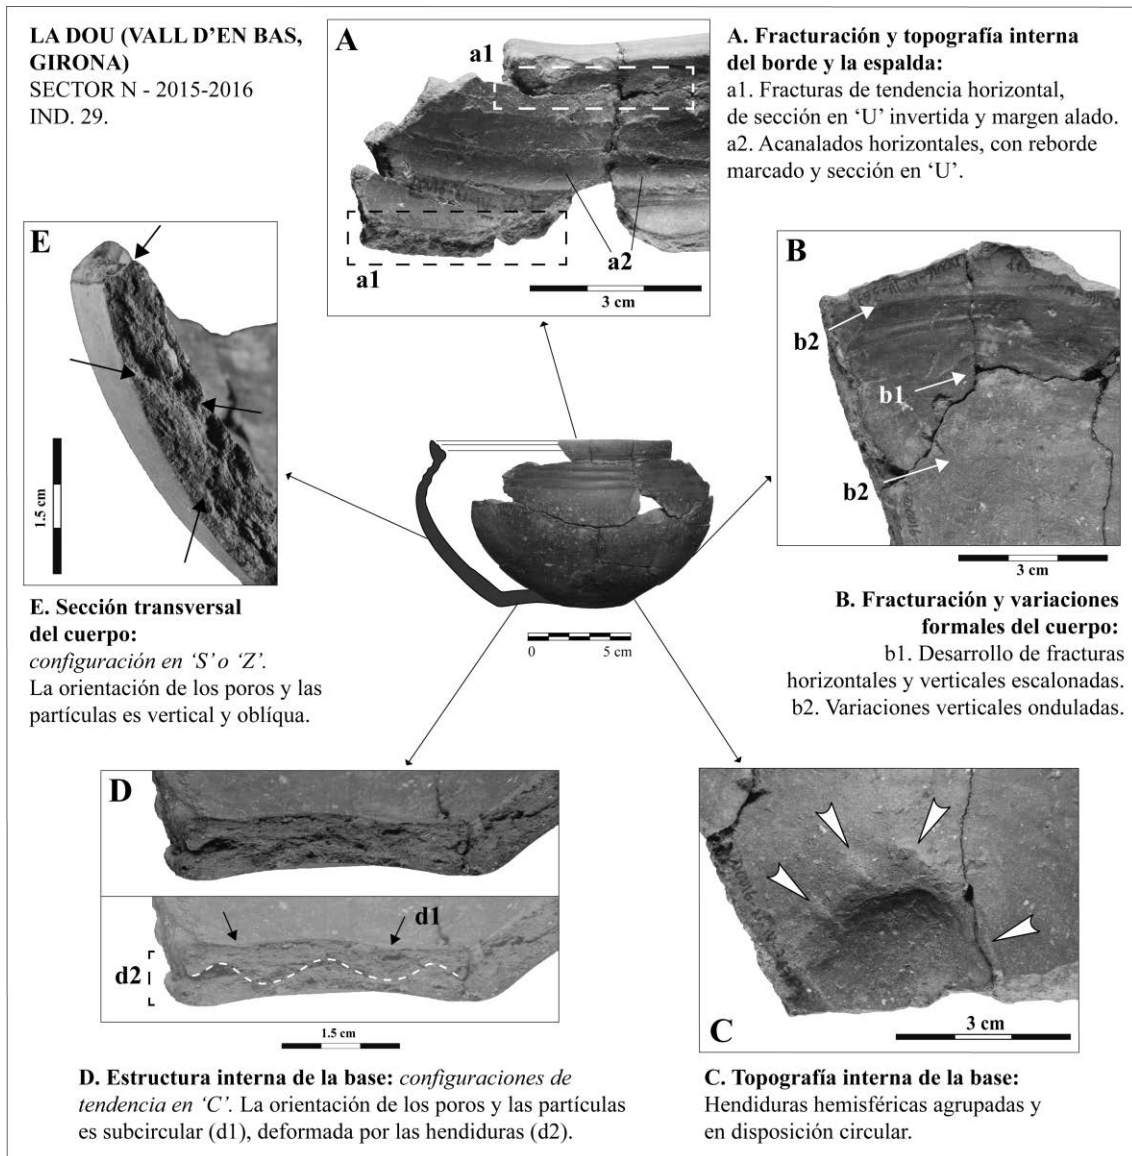 LA DOU (VALL D’EN BAS,
GIRONA)
SECTOR N - 2015-2016
IND. 29.
A
a1
a1
a2
3 cm
A. Fracturación y topografía interna
del borde y la espalda:
a1. Fracturas de tendencia horizontal,
de sección en ‘U’ invertida y margen alado.
a2. Acanalados horizontales, con reborde
marcado y sección en ‘U’.
E
1.5 cm
E. Sección transversal
del cuerpo:
configuración en ‘S’ o ‘Z’.
La orientación de los poros y las
partículas es vertical y oblíqua.
B
b2
b1
b2
3 cm
B. Fracturación y variaciones
formales del cuerpo:
b1. Desarrollo de fracturas
horizontales y verticales escalonadas.
b2. Variaciones verticales onduladas.
0 5 cm
D
d1
d2
1.5 cm
D. Estructura interna de la base: configuraciones de
tendencia en ‘C’. La orientación de los poros y las partículas
es subcircular (d1), deformada por las hendiduras (d2).
C
3 cm
C. Topografía interna de la base:
Hendiduras hemisféricas agrupadas y
en disposición circular.